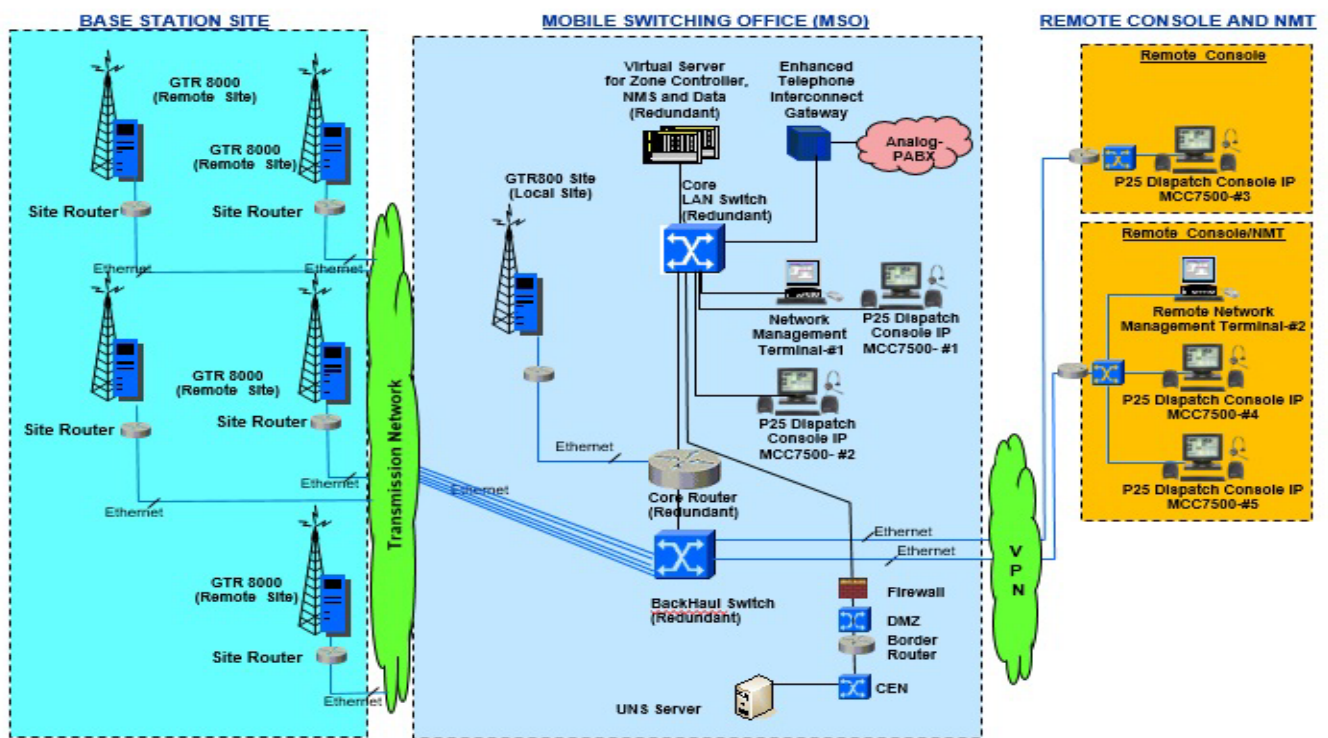 BASE STATION SITE
GTR 8000
(Remote Site)
GTR 8000
(Remote Site)
Site Router
Site Router
Ethernet
Ethernet
GTR 8000
(Remote Site)
Site Router
Site Router
Ethernet
Ethernet
GTR 8000
(Remote Site)
Site Router
Ethernet
Transmission Network
MOBILE SWITCHING OFFICE (MSO)
Virtual Server
for Zone Controller,
NMS and Data
(Redundant)
Enhanced
Telephone
Interconnect
Gateway
Analog-
PABX
GTR800 Site
(Local Site)
Core
LAN Switch
(Redundant)
Network
Management
Terminal-#1
P25 Dispatch
Console IP
MCC7500- #1
P25 Dispatch
Console IP
MCC7500- #2
Ethernet
Ethernet
Core Router
(Redundant)
Ethernet
Ethernet
BackHaul Switch
(Redundant)
Firewall
DMZ
Border
Router
CEN
UNS Server
VPN
REMOTE CONSOLE AND NMT
Remote Console
P25 Dispatch Console IP
MCC7500-#3
Remote Console/NMT
Remote Network
Management Terminal-#2
P25 Dispatch Console IP
MCC7500-#4
P25 Dispatch Console IP
MCC7500-#5